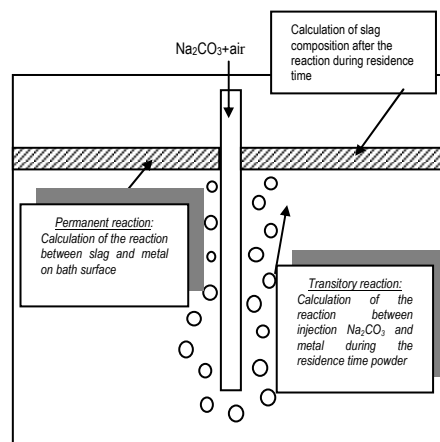 Na₂CO₃+air
Calculation of slag
composition after the
reaction during residence
time
Permanent reaction:
Calculation of the reaction
between slag and metal
on bath surface
Transitory reaction:
Calculation of the
reaction between
injection Na₂CO₃ and
metal during the
residence time powder